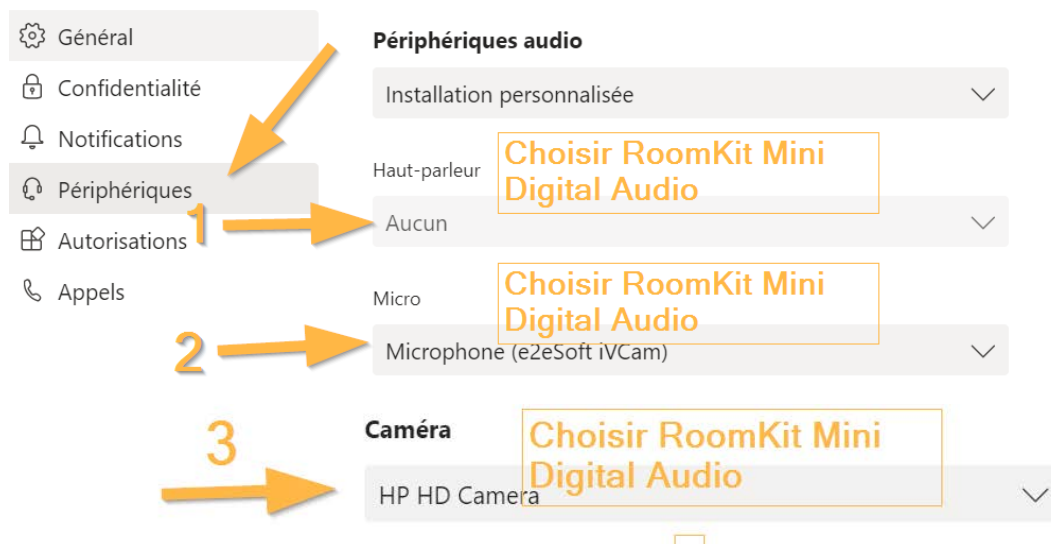 Général
Confidentialité
Notifications
Périphériques
Autorisations
Appels
Périphériques audio
Installation personnalisée
Haut-parleur
Choisir RoomKit Mini
Digital Audio
1
Aucun
Micro
Choisir RoomKit Mini
Digital Audio
2
Microphone (e2eSoft iVCam)
Caméra
3
Choisir RoomKit Mini
Digital Audio
HP HD Camera